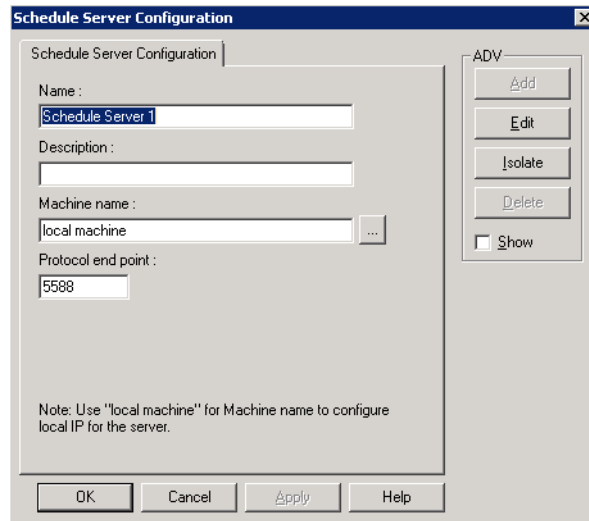 Schedule Server Configuration
Schedule Server Configuration
ADV
Name :
Add
Schedule Server 1
Edit
Description :
Isolate
Machine name :
Delete
local machine
...
Show
Protocol end point :
5588
Note: Use "local machine" for Machine name to configure
local IP for the server.
OK
Cancel
Apply
Help